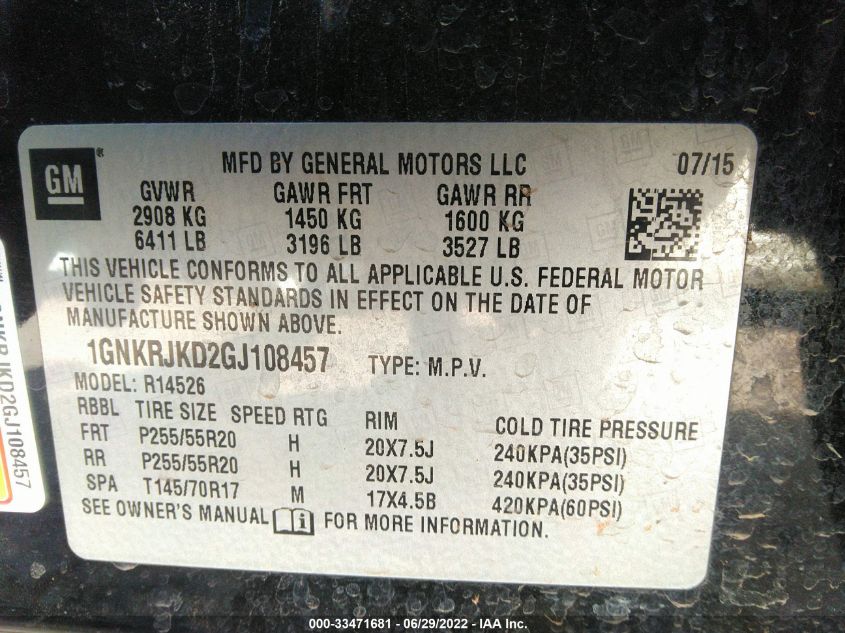 GM ® MFD BY GENERAL MOTORS LLC 07/15
GVWR GAWR FRT GAWR RR
2908 KG 1450 KG 1600 KG
6411 LB 3196 LB 3527 LB
THIS VEHICLE CONFORMS TO ALL APPLICABLE U.S. FEDERAL MOTOR
VEHICLE SAFETY STANDARDS IN EFFECT ON THE DATE OF
MANUFACTURE SHOWN ABOVE.
1GNKRJKD2GJ108457 TYPE: M.P.V.
MODEL: R14526
RBBL TIRE SIZE SPEED RTG RIM COLD TIRE PRESSURE
FRT P255/55R20 H 20X7.5J 240KPA(35PSI)
RR P255/55R20 H 20X7.5J 240KPA(35PSI)
SPA T145/70R17 M 17X4.5B 420KPA(60PSI)
SEE OWNER'S MANUAL i FOR MORE INFORMATION.
JKD2GJ108457
000-33471681 - 06/29/2022 - IAA Inc.